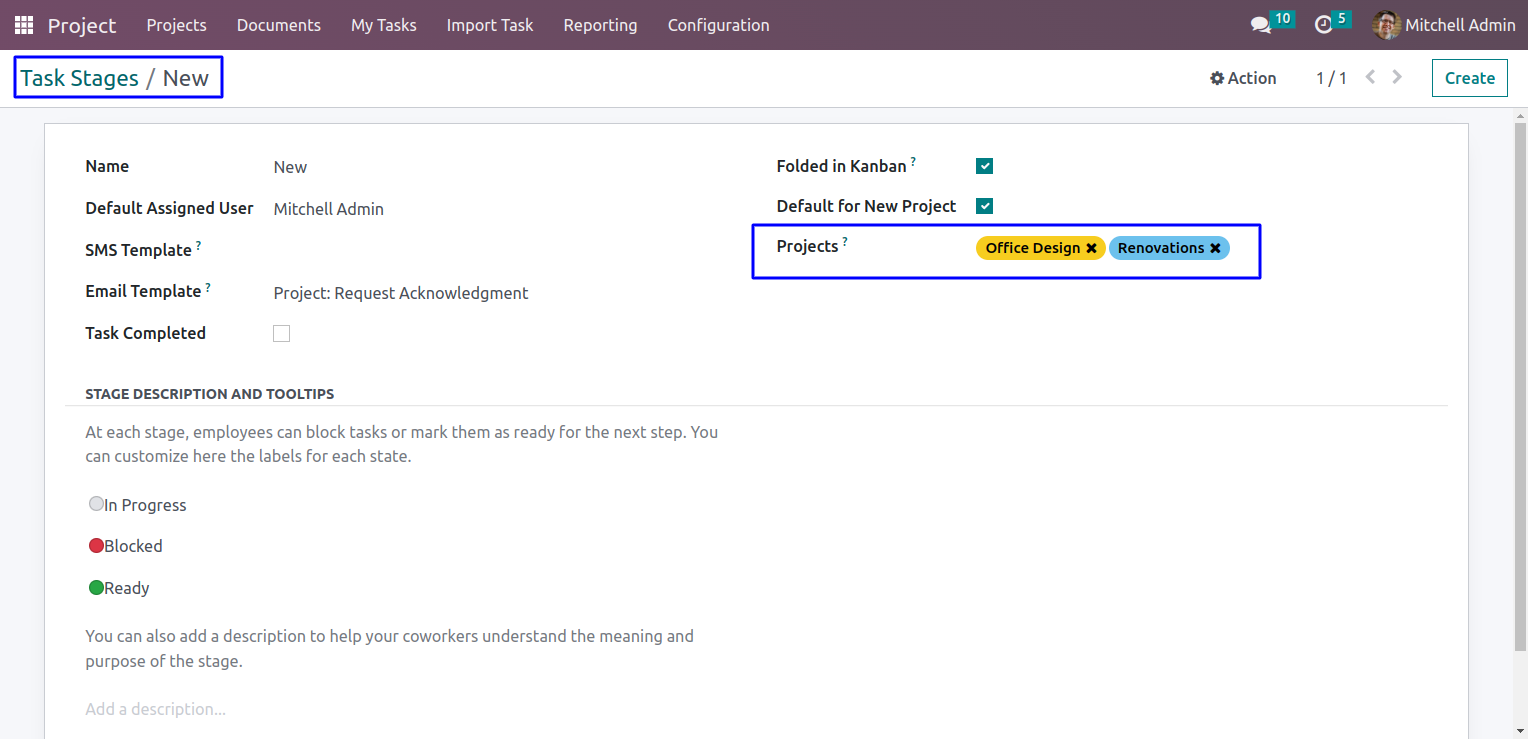 Project Projects Documents My Tasks Import Task Reporting Configuration 10 5 Mitchell Admin
Task Stages / New Action 1 / 1 Create
Name New
Default Assigned User Mitchell Admin
SMS Template ?
Email Template ? Project: Request Acknowledgment
Task Completed
Folded in Kanban ?
Default for New Project
Projects ? Office Design Renovations
STAGE DESCRIPTION AND TOOLTIPS
At each stage, employees can block tasks or mark them as ready for the next step. You
can customize here the labels for each state.
In Progress
Blocked
Ready
You can also add a description to help your coworkers understand the meaning and
purpose of the stage.
Add a description...